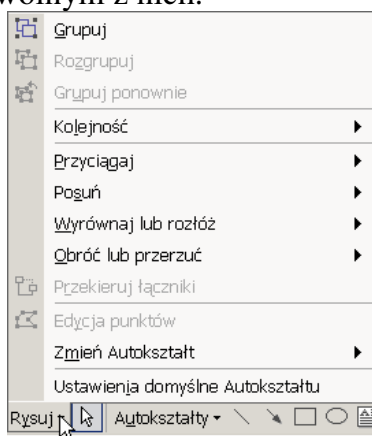 z nich.
Grupuj
Rozgrupuj
Grupuj ponownie
Kolejność
Przyciągaj
Posuń
Wyrównaj lub rozłóż
Obróć lub przerzuć
Przekieruj łączniki
Edycja punktów
Zmień Autokształt
Ustawienia domyślne Autokształtu
Rysuj Autokształty